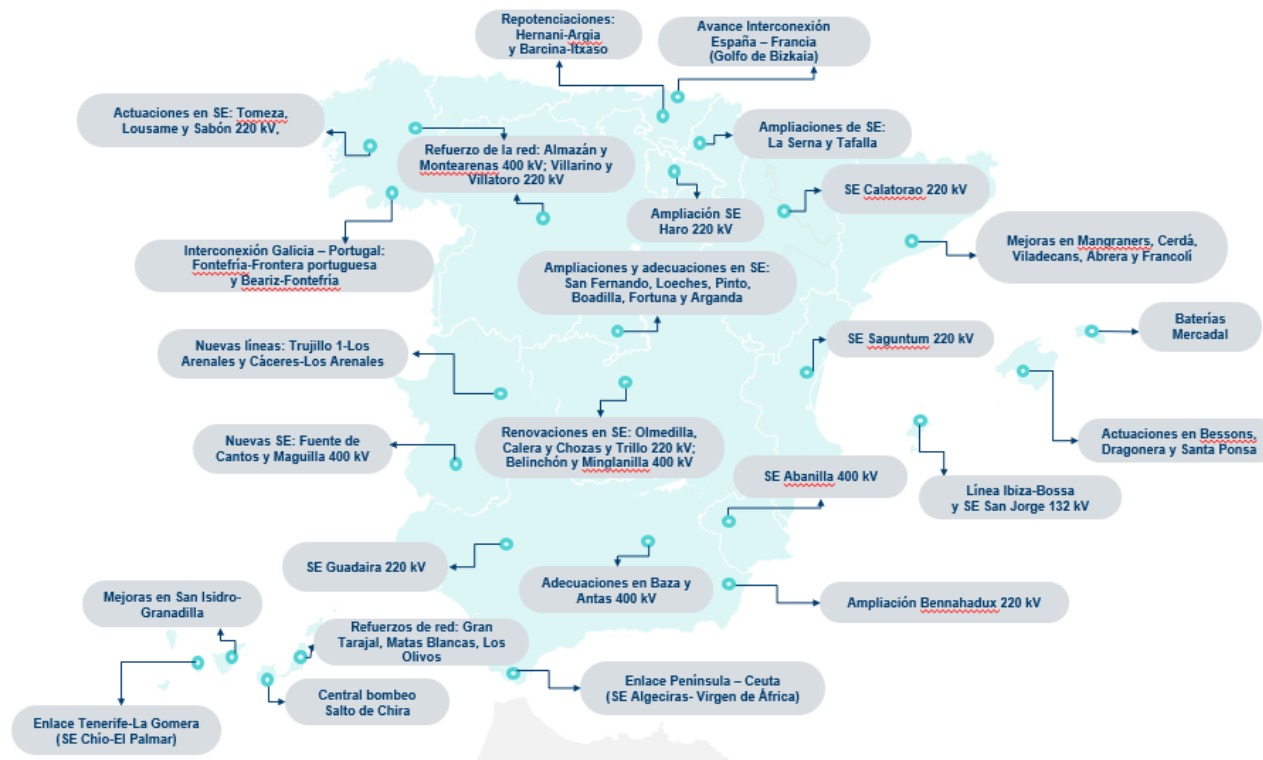 Repotenciaciones:
Hernani-Argia
y Barcina-Itxaso
Avance Interconexión
España – Francia
(Golfo de Bizkaia)
Actuaciones en SE: Tomeza,
Lousame y Sabón 220 kV,
Refuerzo de la red: Almazán y
Montearenas 400 kV; Villarino y
Villatoro 220 kV
Ampliaciones de SE:
La Serna y Tafalla
SE Calatorao 220 kV
Ampliación SE
Haro 220 kV
Interconexión Galicia – Portugal:
Fontefría-Frontera portuguesa
y Beariz-Fontefría
Mejoras en Mangraners, Cerdá,
Viladecans, Abrera y Francolí
Ampliaciones y adecuaciones en SE:
San Fernando, Loeches, Pinto,
Boadilla, Fortuna y Arganda
Baterías
Mercadal
Nuevas líneas: Trujillo 1-Los
Arenales y Cáceres-Los Arenales
SE Saguntum 220 kV
Nuevas SE: Fuente de
Cantos y Maguilla 400 kV
Renovaciones en SE: Olmedilla,
Calera y Chozas y Trillo 220 kV;
Belinchón y Minglanilla 400 kV
Actuaciones en Bessons,
Dragonera y Santa Ponsa
SE Abanilla 400 kV
Línea Ibiza-Bossa
y SE San Jorge 132 kV
SE Guadaira 220 kV
Adecuaciones en Baza y
Antas 400 kV
Mejoras en San Isidro-
Granadilla
Ampliación Bennahadux 220 kV
Refuerzos de red: Gran
Tarajal, Matas Blancas, Los
Olivos
Enlace Península – Ceuta
(SE Algeciras- Virgen de África)
Central bombeo
Salto de Chira
Enlace Tenerife-La Gomera
(SE Chío-El Palmar)